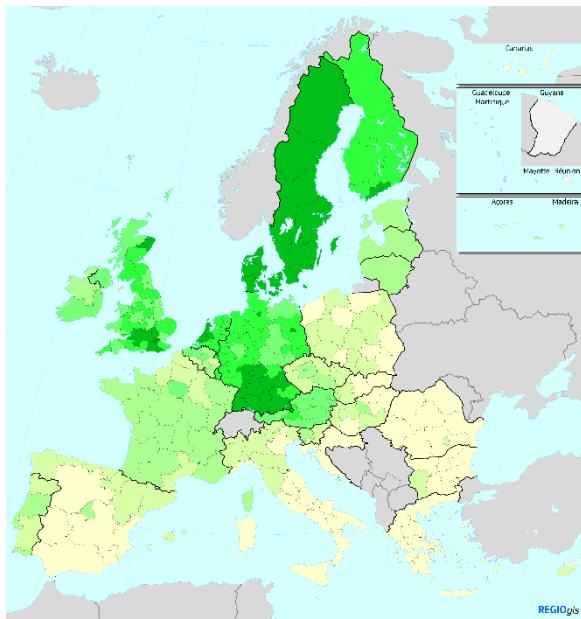 Canarias
Guadeloupe
Martinique
Guyane
Mayotte
Réunion
Açores
Madeira
REGIOgis